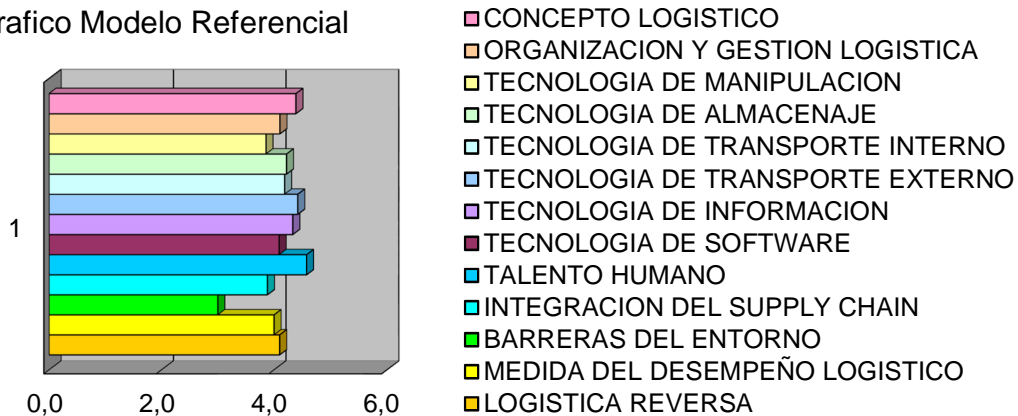 rafico Modelo Referencial
1
0,0 2,0 4,0 6,0
CONCEPTO LOGISTICO
ORGANIZACION Y GESTION LOGISTICA
TECNOLOGIA DE MANIPULACION
TECNOLOGIA DE ALMACENAJE
TECNOLOGIA DE TRANSPORTE INTERNO
TECNOLOGIA DE TRANSPORTE EXTERNO
TECNOLOGIA DE INFORMACION
TECNOLOGIA DE SOFTWARE
TALENTO HUMANO
INTEGRACION DEL SUPPLY CHAIN
BARRERAS DEL ENTORNO
MEDIDA DEL DESEMPEÑO LOGISTICO
LOGISTICA REVERSA